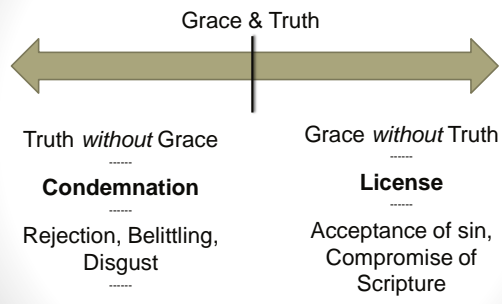 Grace & Truth
Truth without Grace
------
Condemnation
------
Rejection, Belittling,
Disgust
------
Grace without Truth
------
License
------
Acceptance of sin,
Compromise of
Scripture